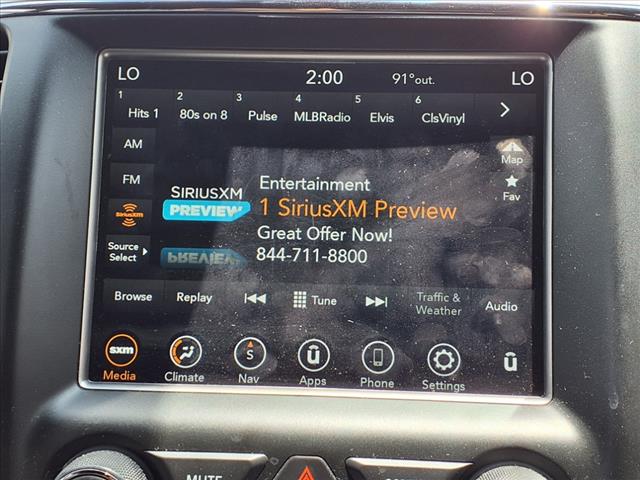 LO 2:00 91°out. LO
1 2 3 4 5 6
Hits 1 80s on 8 Pulse MLBRadio Elvis ClsVinyl
AM
Map
FM
Fav
SIRIUSXM
PREVIEW
Entertainment
1 SiriusXM Preview
Great Offer Now!
844-711-8800
SiriusXM
Source
Select
Browse Replay Tune Traffic &
Weather Audio
sxm S
Media Climate Nav Apps Phone Settings
MUTE